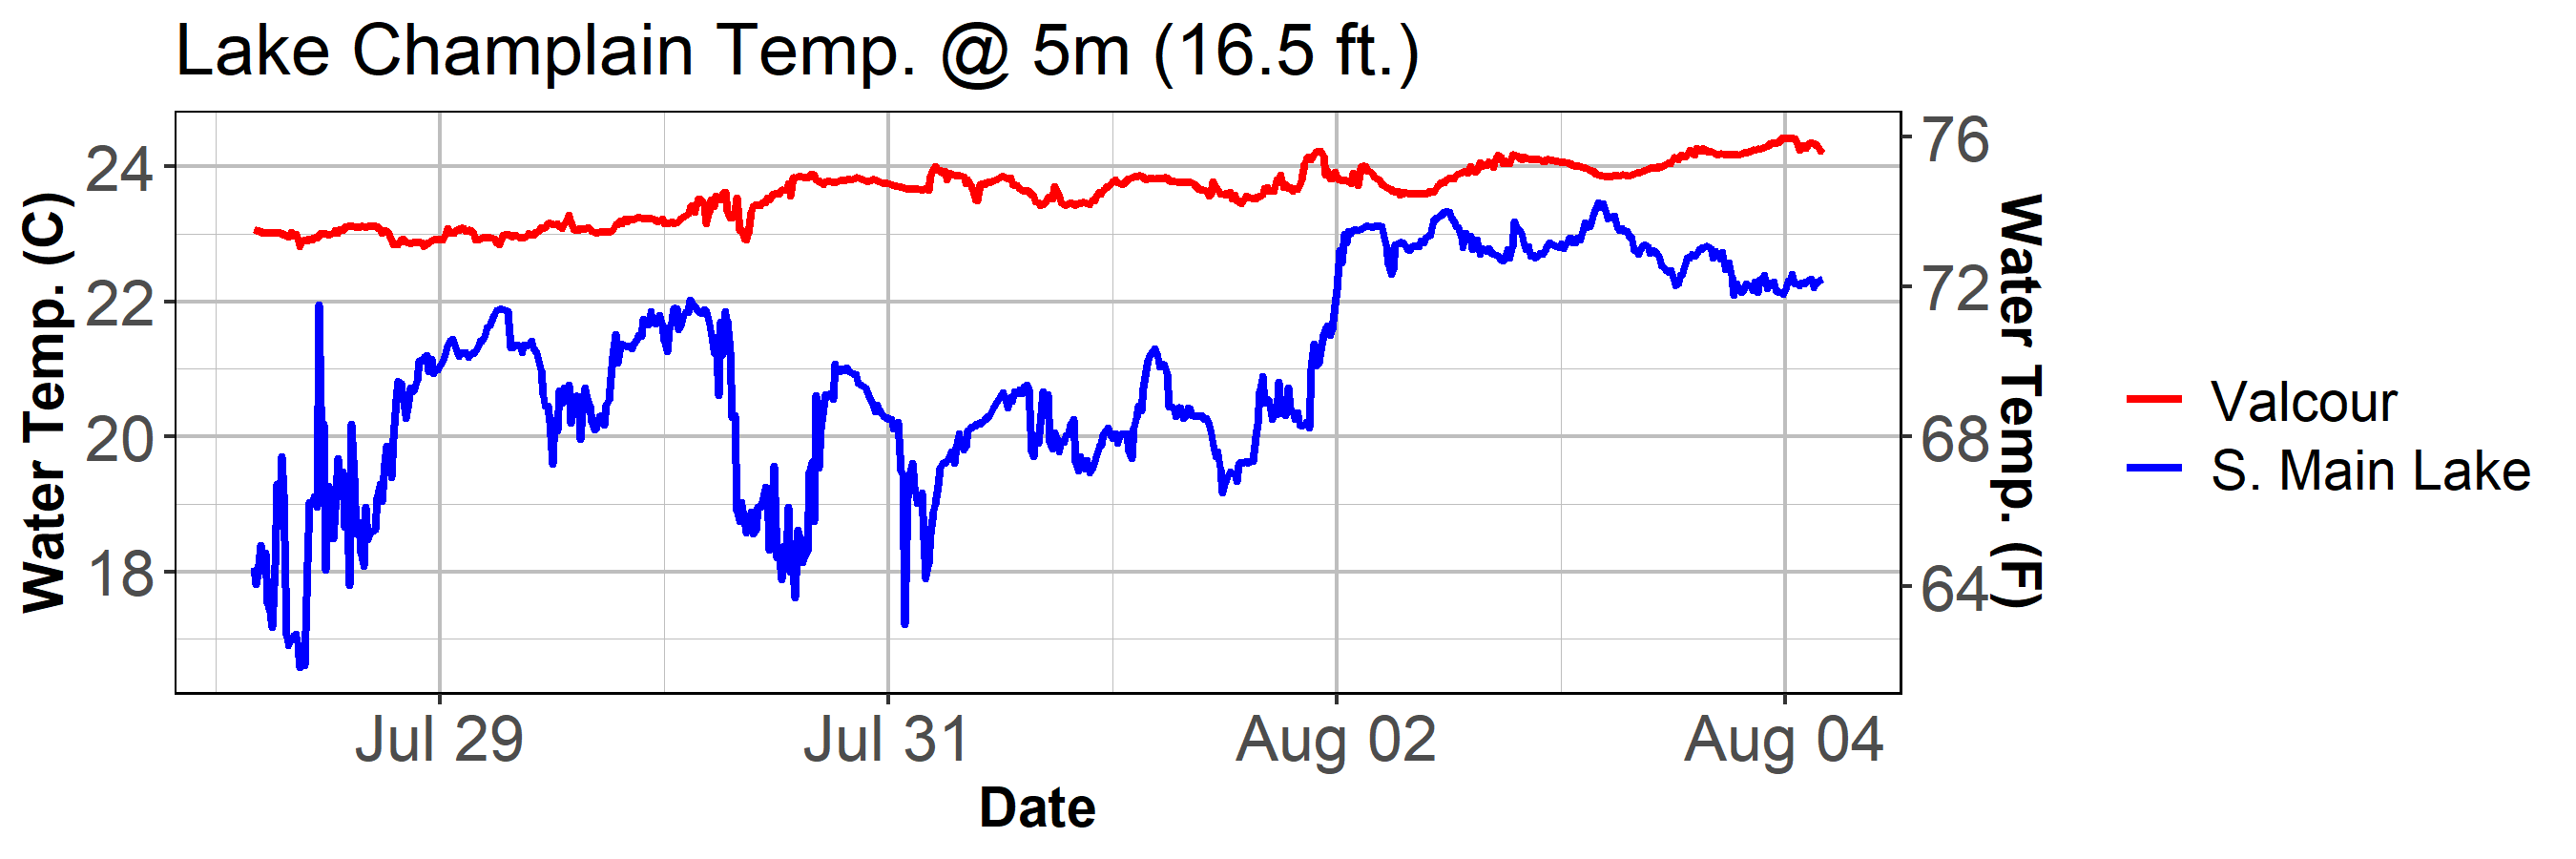 Lake Champlain Temp. @ 5m (16.5 ft.)
Water Temp. (C)
24
22
20
18
76
72
68
64
Water Temp. (F)
Jul 29
Jul 31
Aug 02
Aug 04
Date
Valcour
S. Main Lake